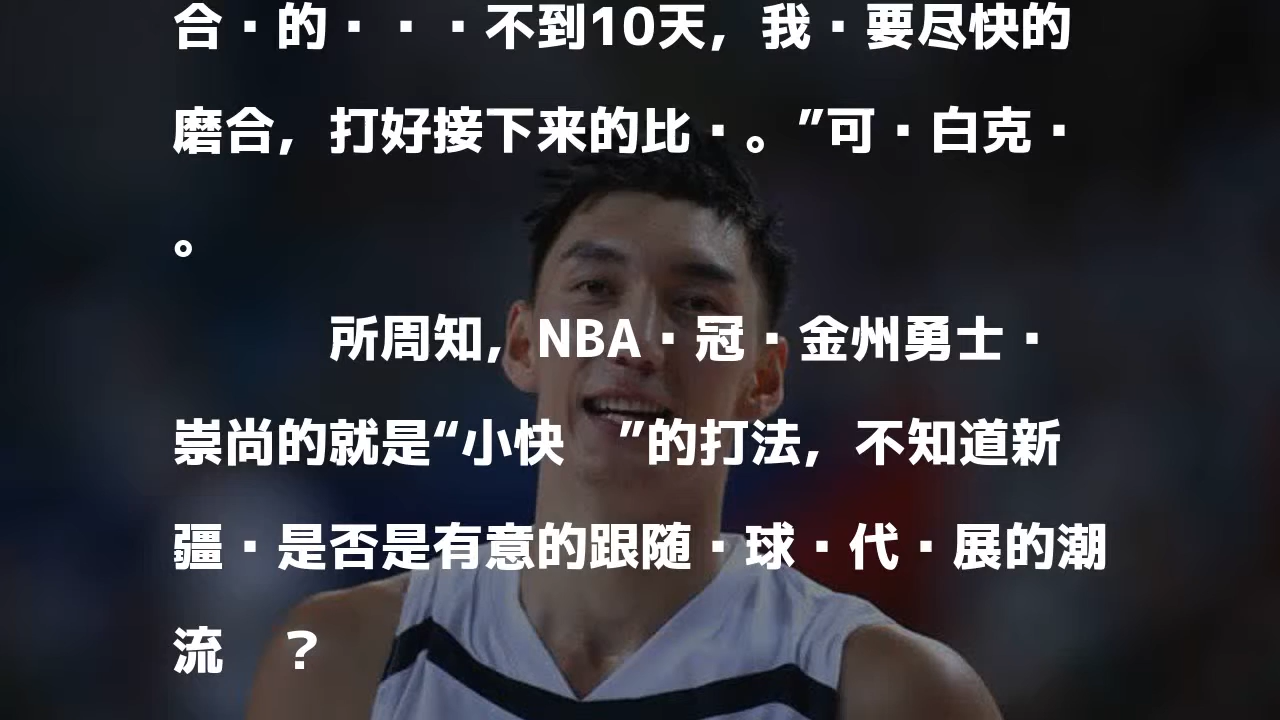 合·的···不到10天，我·要尽快的
磨合，打好接下来的比·。”可·白克·
。
所周知，NBA·冠·金州勇士·
崇尚的就是“小快 ”的打法，不知道新
疆·是否是有意的跟随·球·代·展的潮
流 ？